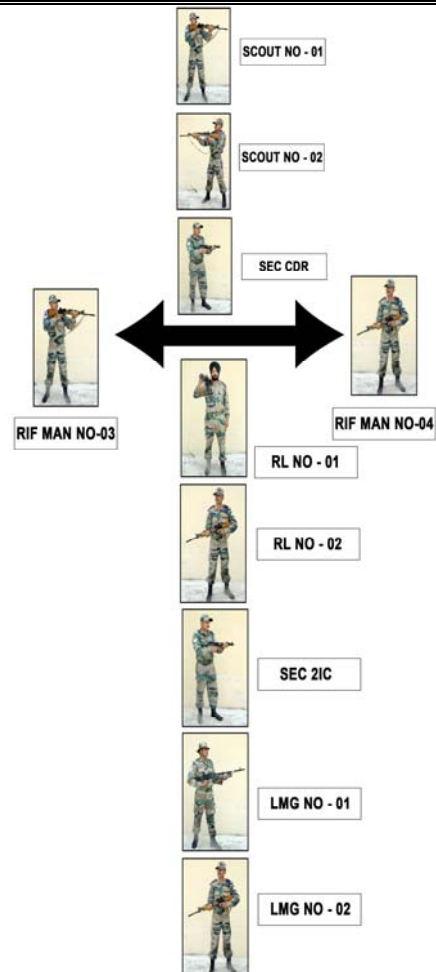 SCOUT NO - 01
SCOUT NO - 02
SEC CDR
RIF MAN NO-03
RIF MAN NO-04
RL NO - 01
RL NO - 02
SEC 2IC
LMG NO - 01
LMG NO - 02